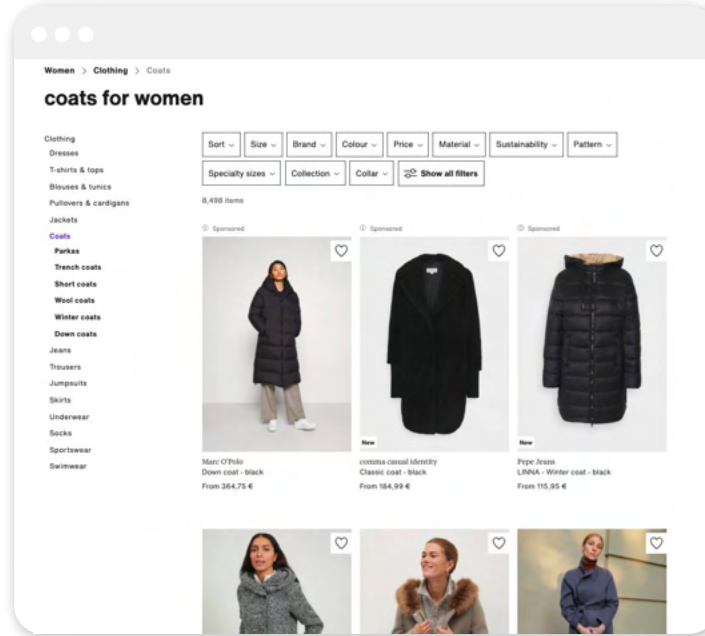 Women > Clothing > Coats
coats for women
Clothing
Dresses
T-shirts & tops
Blouses & tunics
Pullovers & cardigans
Jackets
Coats
Parkas
Trench coats
Short coats
Wool coats
Winter coats
Down coats
Jeans
Trousers
Jumpsuits
Skirts
Underwear
Socks
Sportswear
Swimwear
Sort Size Brand Colour Price Material Sustainability Pattern
Specialty sizes Collection Collar Show all filters
8,498 items
Sponsored Sponsored Sponsored
New New
Marc O'Polo comma casual identity Pepe Jeans
Down coat - black Classic coat - black LINNA - Winter coat - black
From 364,75 € From 184,99 € From 115,95 €